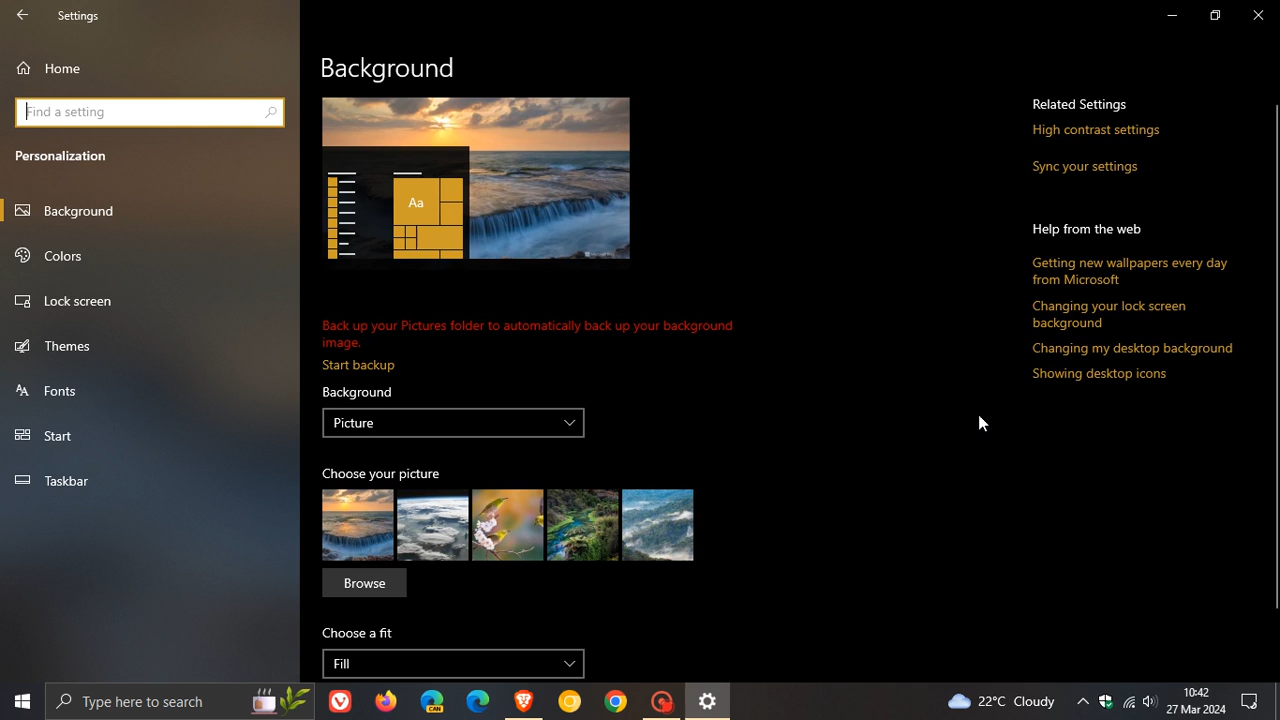 Settings
Home
Find a setting
Personalization
Background
Colors
Lock screen
Themes
Fonts
Start
Taskbar
Background
Aa
Back up your Pictures folder to automatically back up your background
image.
Start backup
Background
Picture
Choose your picture
Browse
Choose a fit
Fill
Related Settings
High contrast settings
Sync your settings
Help from the web
Getting new wallpapers every day
from Microsoft
Changing your lock screen
background
Changing my desktop background
Showing desktop icons
Type here to search
CAN
22°C Cloudy
10:42
27 Mar 2024